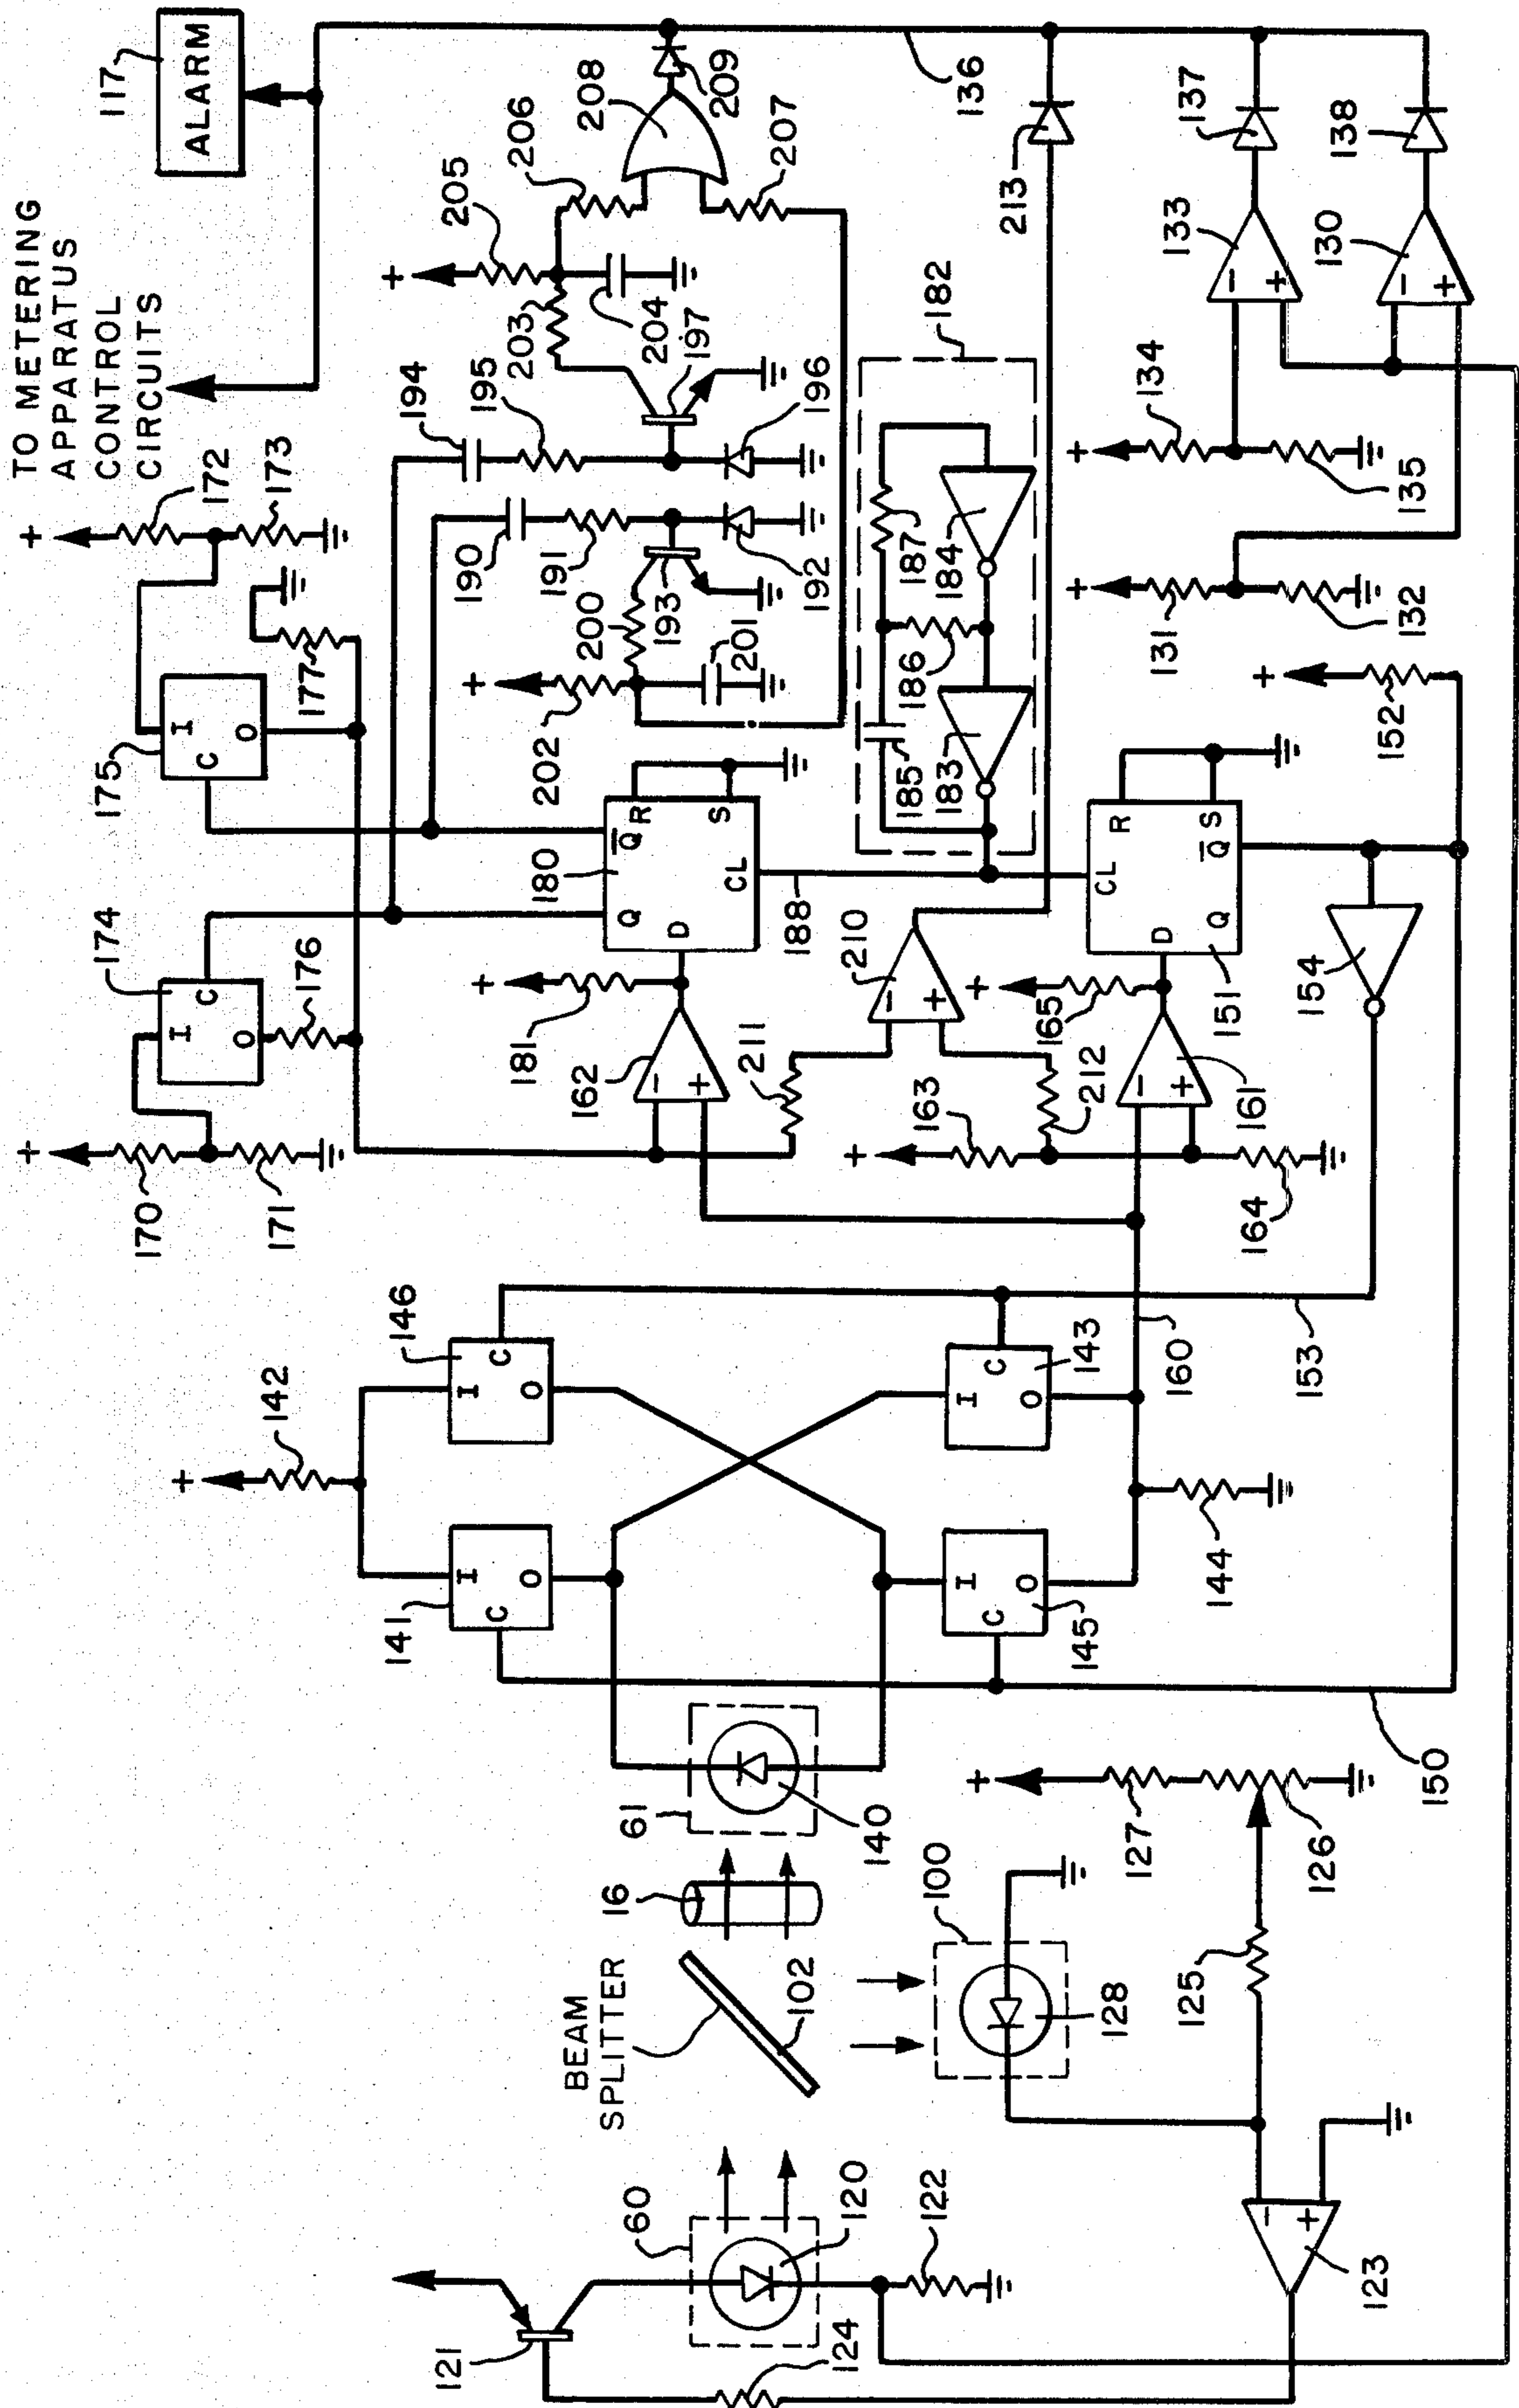 TO METERING
APPARATUS
CONTROL
CIRCUITS
117
ALARM
+
172
173
175
I
C
O
177
174
I
C
O
176
+
170
171
194
195
190
191
192
193
196
197
+
205
203
204
206
207
208
209
136
+
202
200
201
180
Q
Q
R
S
D
CL
188
+
181
162
-
+
211
182
187
184
186
185
183
213
210
-
+
212
+
163
164
+
165
161
-
+
151
CL
R
S
D
Q
Q
154
+
152
+
131
132
+
134
135
133
-
+
137
130
-
+
138
+
142
146
I
C
O
141
I
C
O
143
I
C
O
145
I
C
O
144
160
153
150
61
140
16
BEAM
SPLITTER
102
100
128
+
127
126
125
60
120
121
122
124
123
-
+